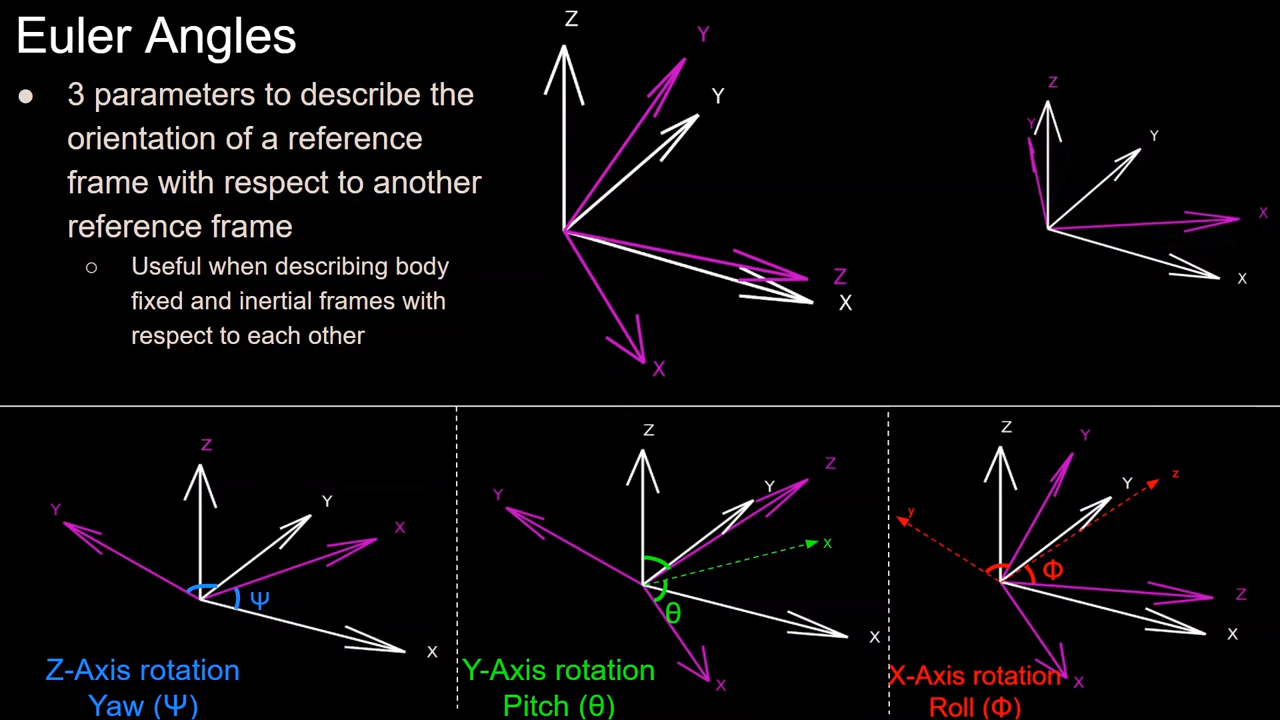 Euler Angles
● 3 parameters to describe the
orientation of a reference
frame with respect to another
reference frame
○ Useful when describing body
fixed and inertial frames with
respect to each other
Z
Y
Y
Z
X
X
Z
Y
Y
X
X
Z
Y
Y
X
Ψ
X
Z-Axis rotation
Yaw (Ψ)
Z
Y
Y
Z
X
θ
X
X
Y-Axis rotation
Pitch (θ)
Z
Y
Y
z
y
Φ
Z
X
X
X-Axis rotation
Roll (Φ)